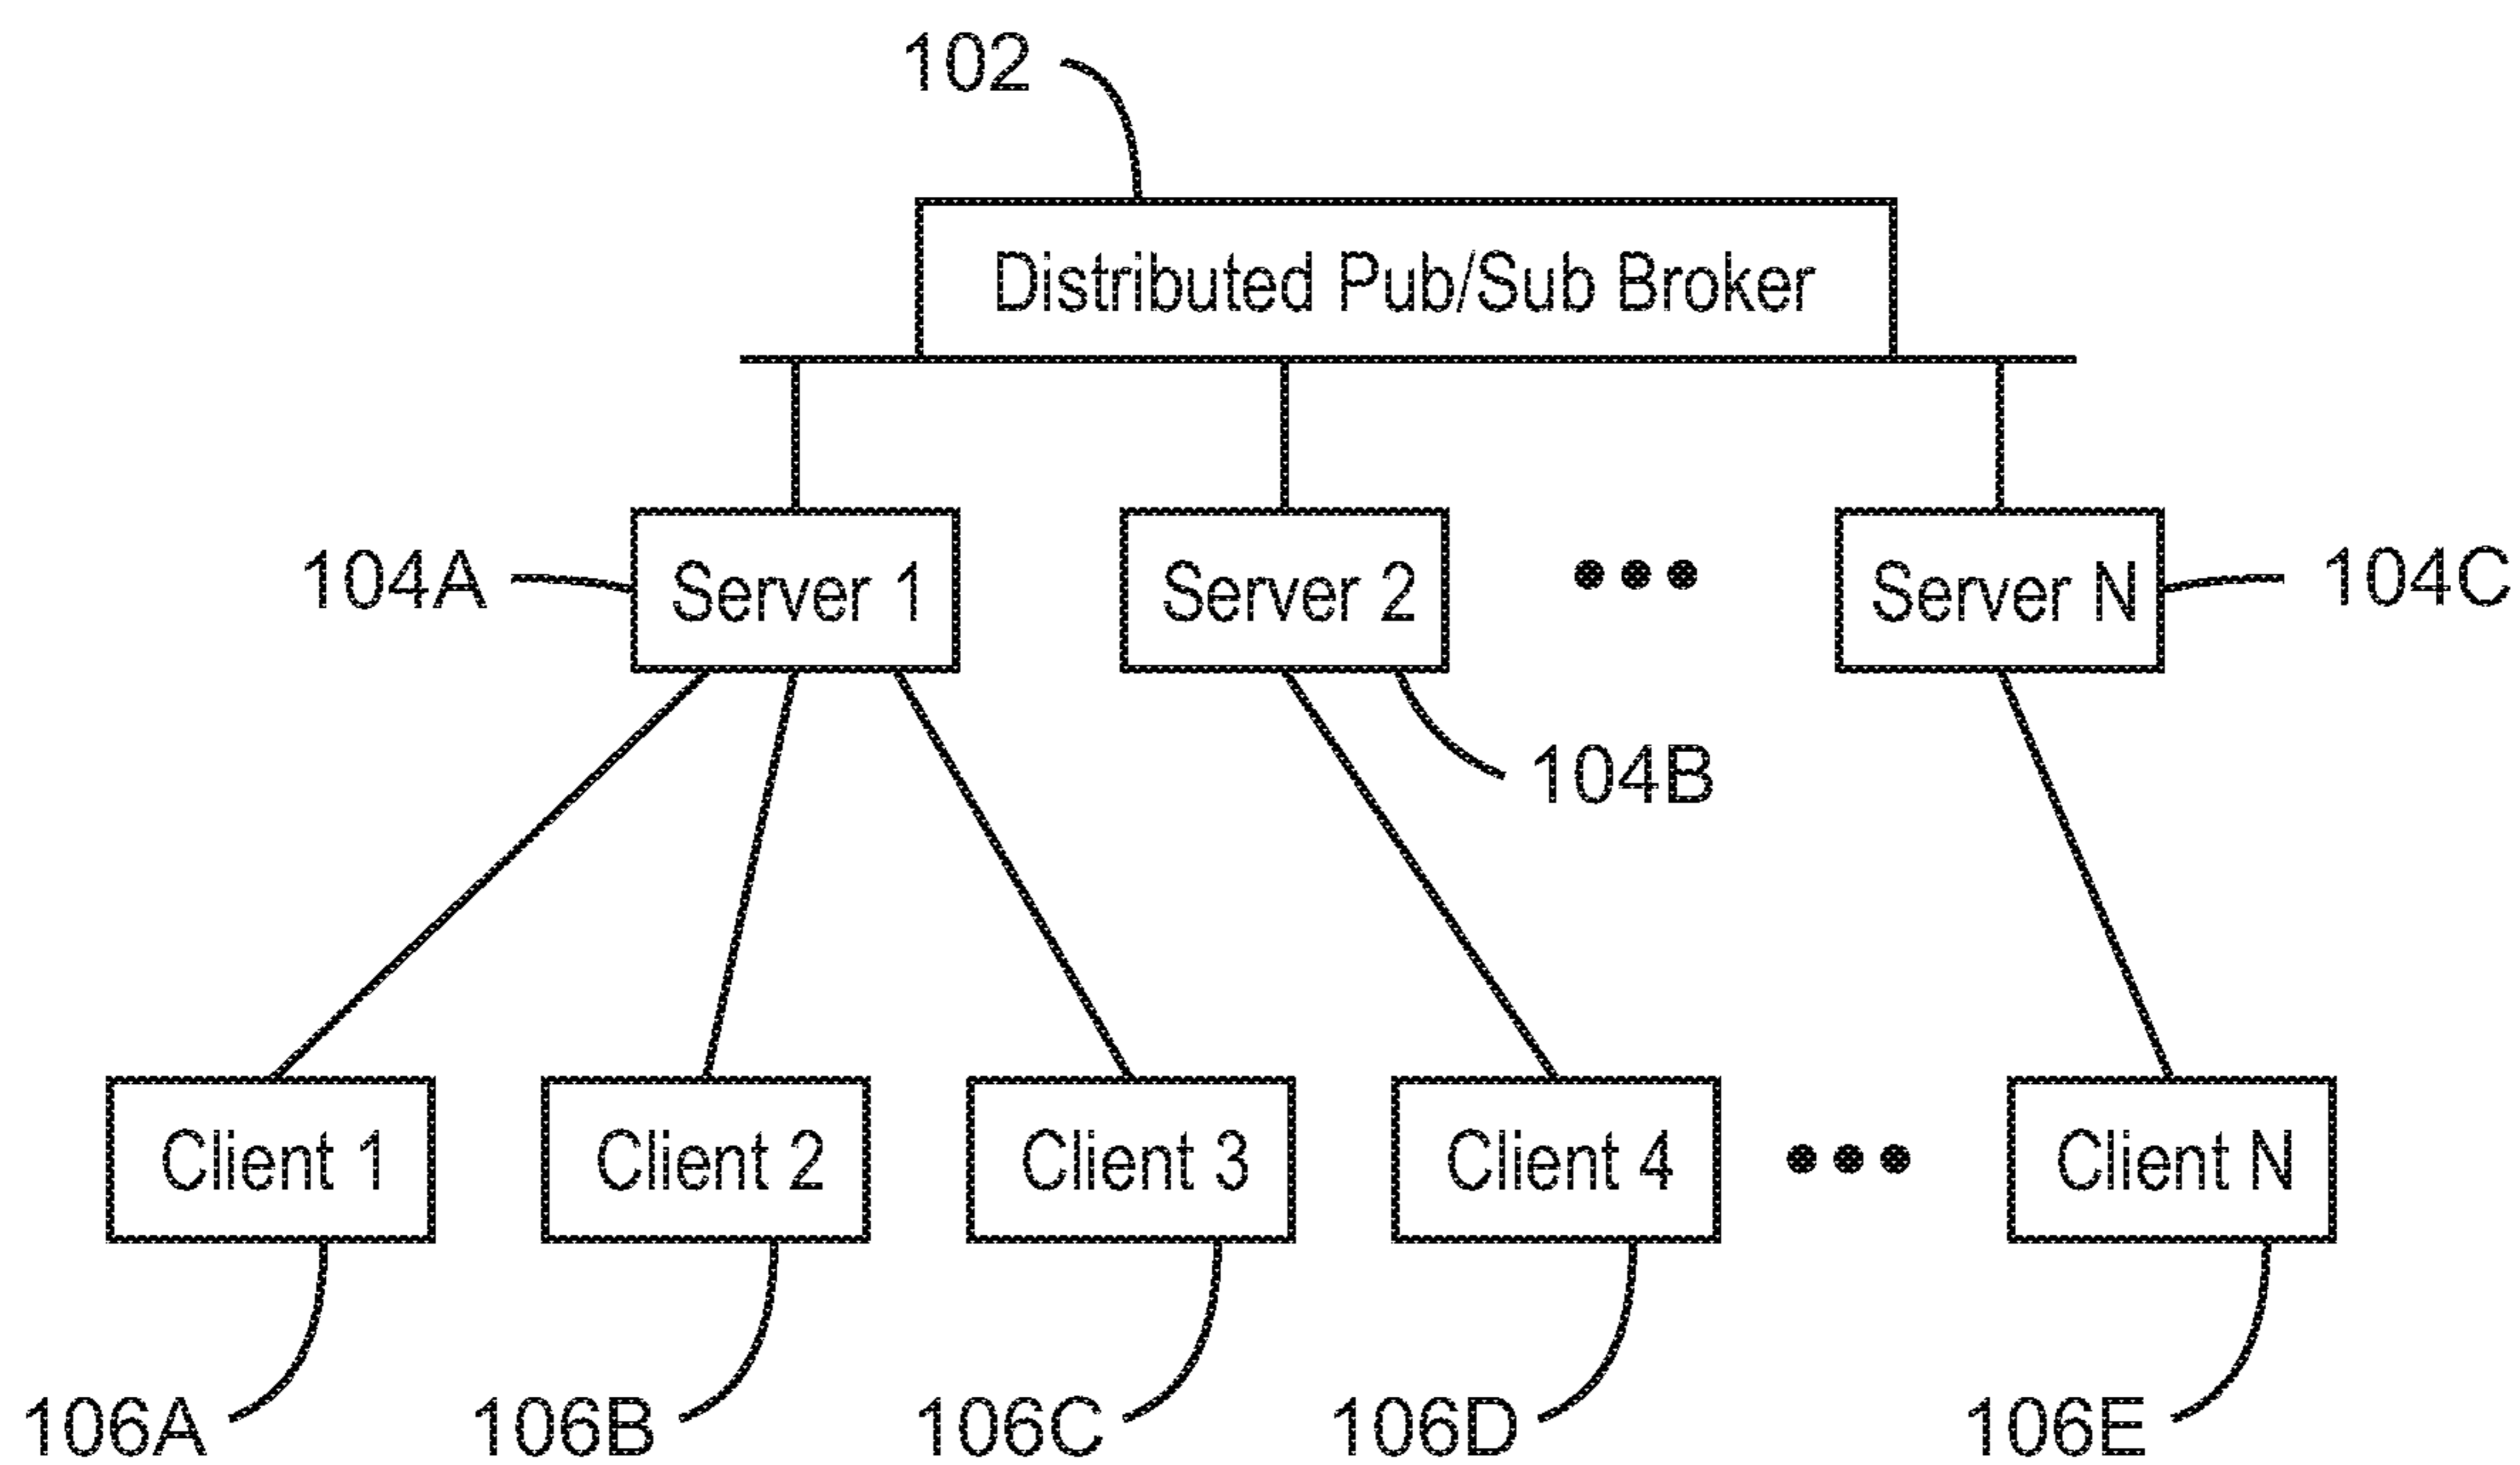 102
Distributed Pub/Sub Broker
104A
Server 1
Server 2
Server N
104C
104B
Client 1
Client 2
Client 3
Client 4
Client N
106A
106B
106C
106D
106E